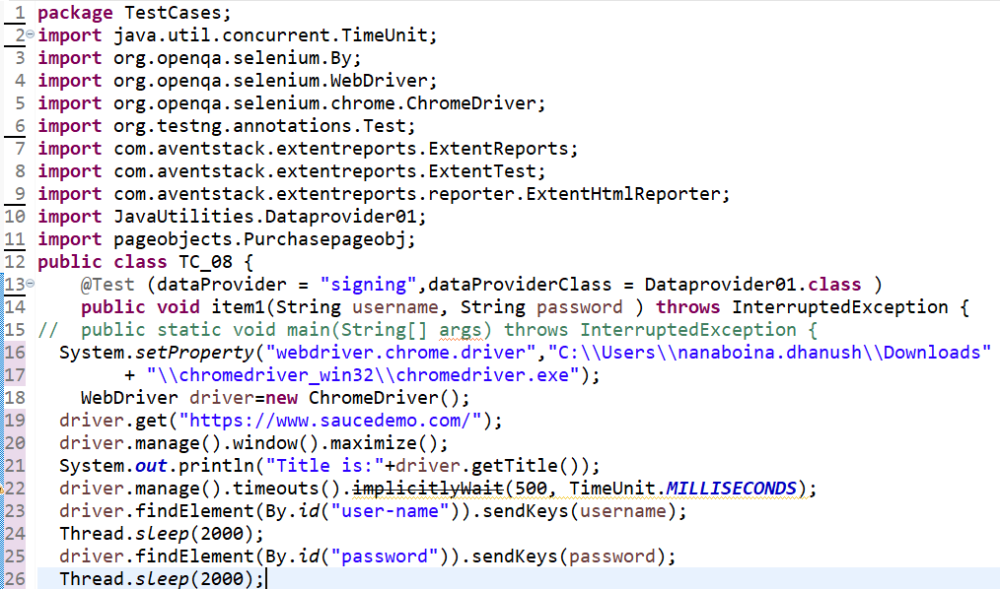 1 package TestCases;
2 import java.util.concurrent.TimeUnit;
3 import org.openqa.selenium.By;
4 import org.openqa.selenium.WebDriver;
5 import org.openqa.selenium.chrome.ChromeDriver;
6 import org.testng.annotations.Test;
7 import com.aventstack.extentreports.ExtentReports;
8 import com.aventstack.extentreports.ExtentTest;
9 import com.aventstack.extentreports.reporter.ExtentHtmlReporter;
10 import JavaUtilities.Dataprovider01;
11 import pageobjects.Purchasepageobj;
12 public class TC_08 {
13     @Test (dataProvider = "signing",dataProviderClass = Dataprovider01.class )
14     public void item1(String username, String password ) throws InterruptedException {
15 //  public static void main(String[] args) throws InterruptedException {
16   System.setProperty("webdriver.chrome.driver","C:\\Users\\nanaboina.dhanush\\Downloads"
17         + "\\chromedriver_win32\\chromedriver.exe");
18     WebDriver driver=new ChromeDriver();
19   driver.get("https://www.saucedemo.com/");
20   driver.manage().window().maximize();
21   System.out.println("Title is:"+driver.getTitle());
22   driver.manage().timeouts().implicitlyWait(500, TimeUnit.MILLISECONDS);
23   driver.findElement(By.id("user-name")).sendKeys(username);
24   Thread.sleep(2000);
25   driver.findElement(By.id("password")).sendKeys(password);
26   Thread.sleep(2000);